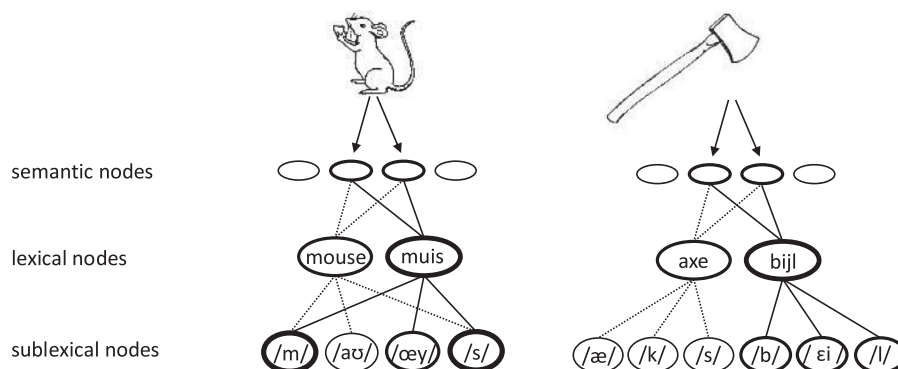 semantic nodes
lexical nodes mouse muis axe bijl
sublexical nodes /m/ /aʊ/ /œy/ /s/ /æ/ /k/ /s/ /b/ / ɛi / /l/